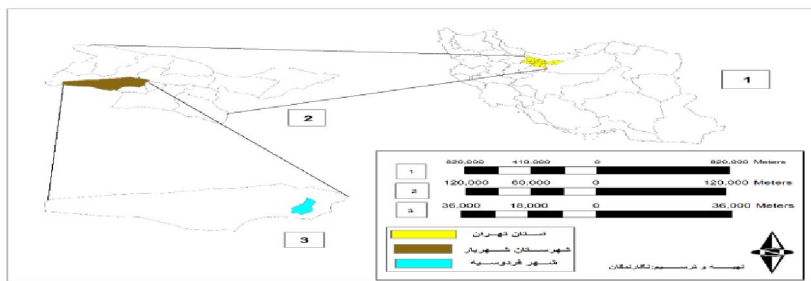 1
2
3
1 820,000 410,000 0 820,000 Meters
2 120,000 60,000 0 120,000 Meters
3 36,000 18,000 0 36,000 Meters
استان تهران
شهرستان شهریار
شهر فردوسیه
تهیه و ترسیم:نگارندگان
N